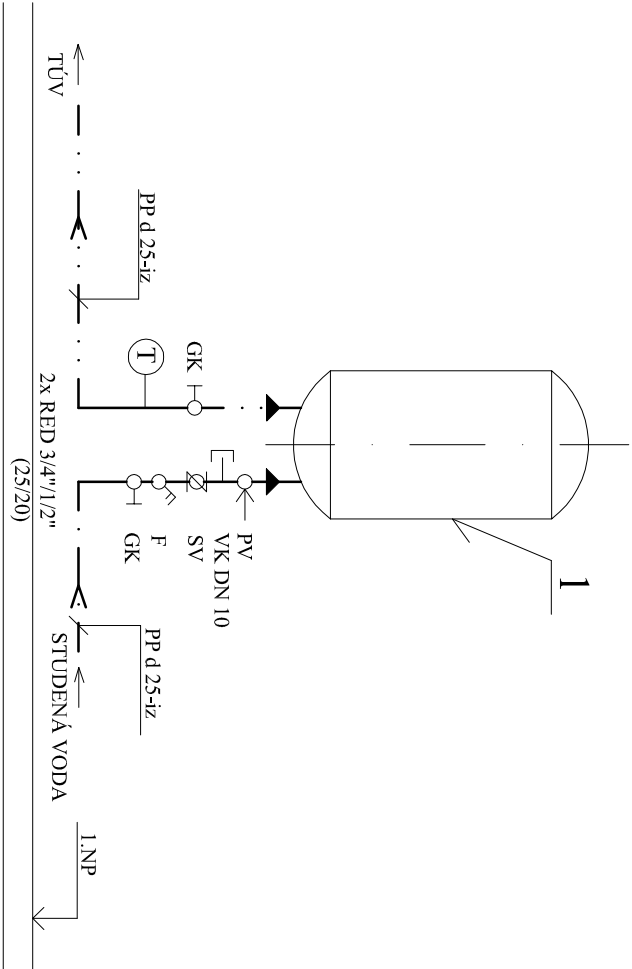 1
GK
T
PV
VK DN 10
SV
F
GK
PP d 25-iz
PP d 25-iz
TÚV
STUDENÁ VODA
2x RED 3/4"/1/2"
(25/20)
1.NP